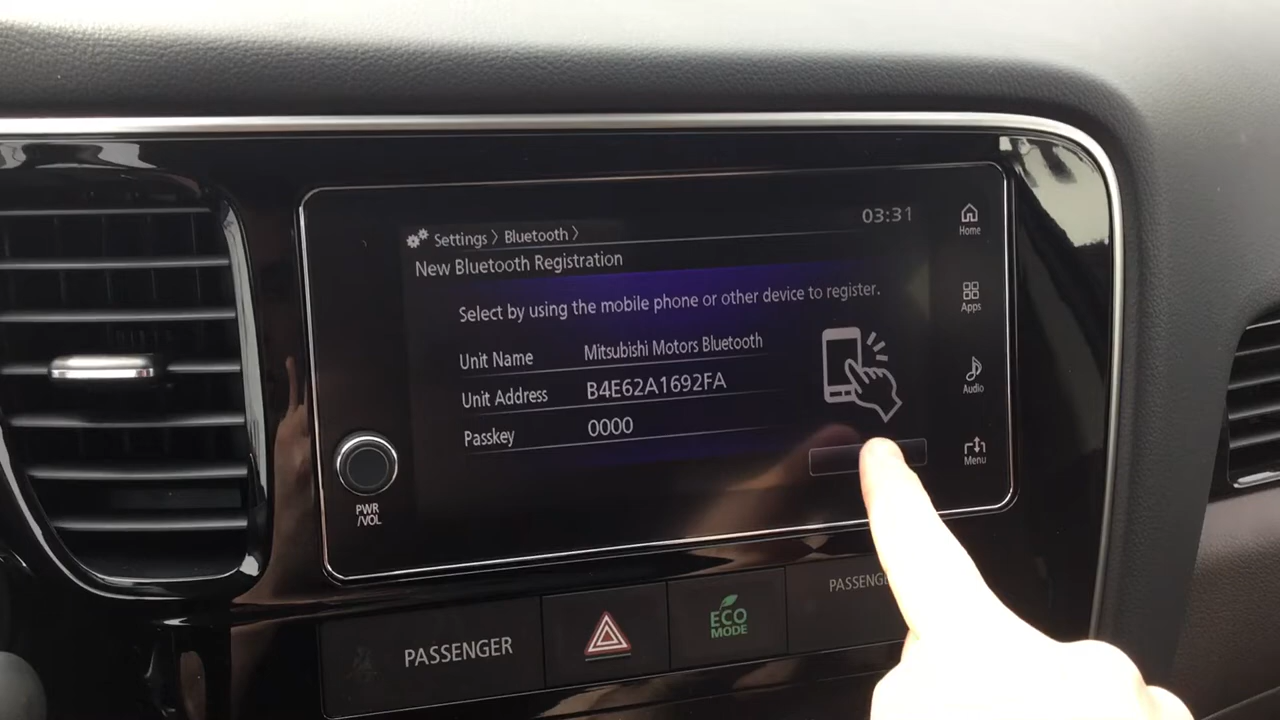 03:31
Settings 〉 Bluetooth 〉
New Bluetooth Registration
Select by using the mobile phone or other device to register.
Unit Name Mitsubishi Motors Bluetooth
Unit Address B4E62A1692FA
Passkey 0000
Home
Apps
Audio
Menu
PWR
/VOL
PASSENGER
ECO
MODE